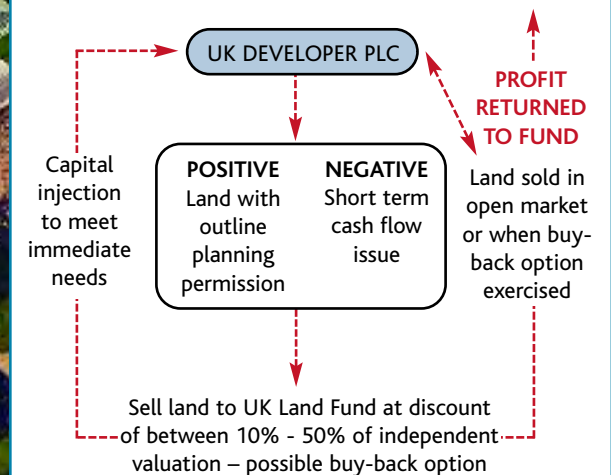 UK DEVELOPER PLC
PROFIT
RETURNED
TO FUND
Capital
injection
to meet
immediate
needs
POSITIVE
Land with
outline
planning
permission
NEGATIVE
Short term
cash flow
issue
Land sold in
open market
or when buy-
back option
exercised
Sell land to UK Land Fund at discount
of between 10% - 50% of independent
valuation – possible buy-back option